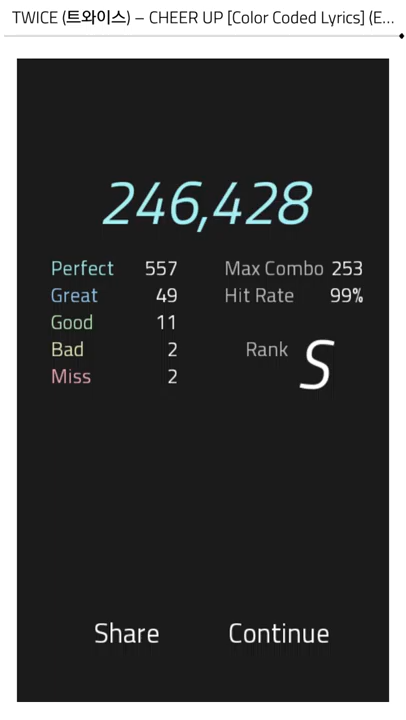 TWICE (트와이스) – CHEER UP [Color Coded Lyrics] (E...
246,428
Perfect 557
Great 49
Good 11
Bad 2
Miss 2
Max Combo 253
Hit Rate 99%
Rank S
Share
Continue